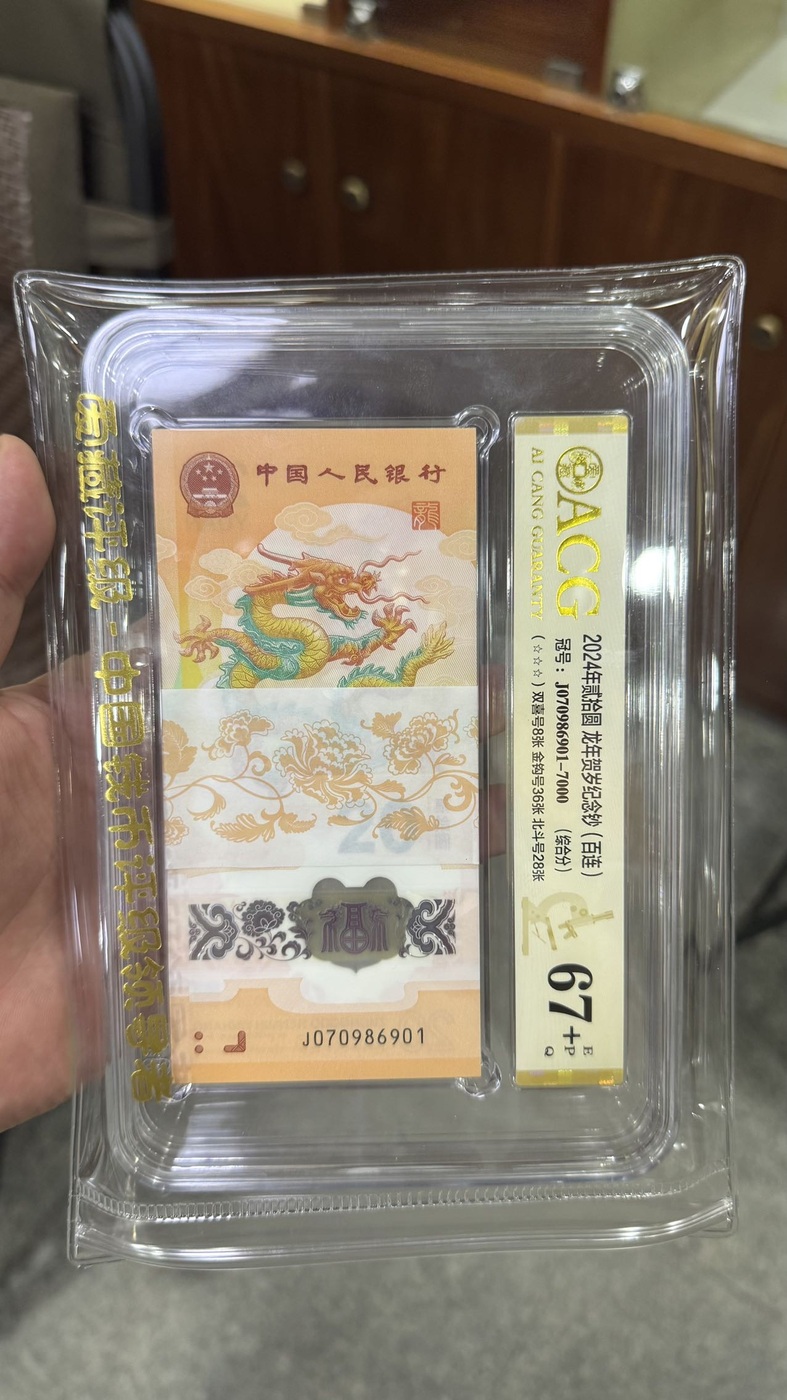 中国人民银行
龍
20
福
J070986901
ACG
AI CANG GUARANTY
2024年贰拾圆 龙年贺岁纪念钞 (百连)
冠号: J070986901-7000 (综合分)
(☆☆☆) 双喜号8张 金钩号36张 北斗号28张
67+
E
P
Q
爱藏评级-中国钱币评级领导者